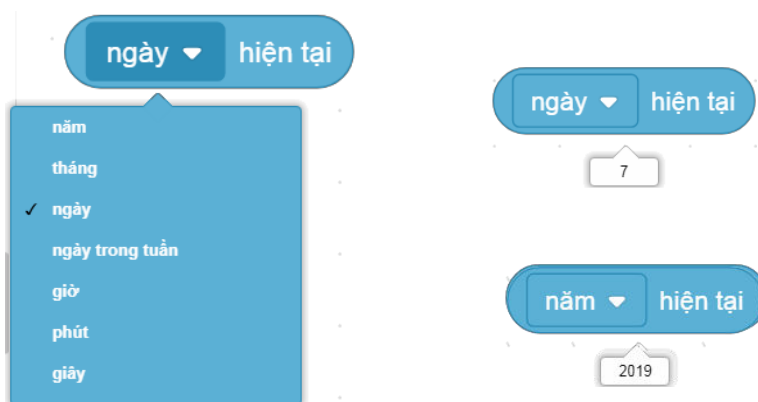 ngày hiện tại
năm
tháng
✓ ngày
ngày trong tuần
giờ
phút
giây
ngày hiện tại
7
năm hiện tại
2019